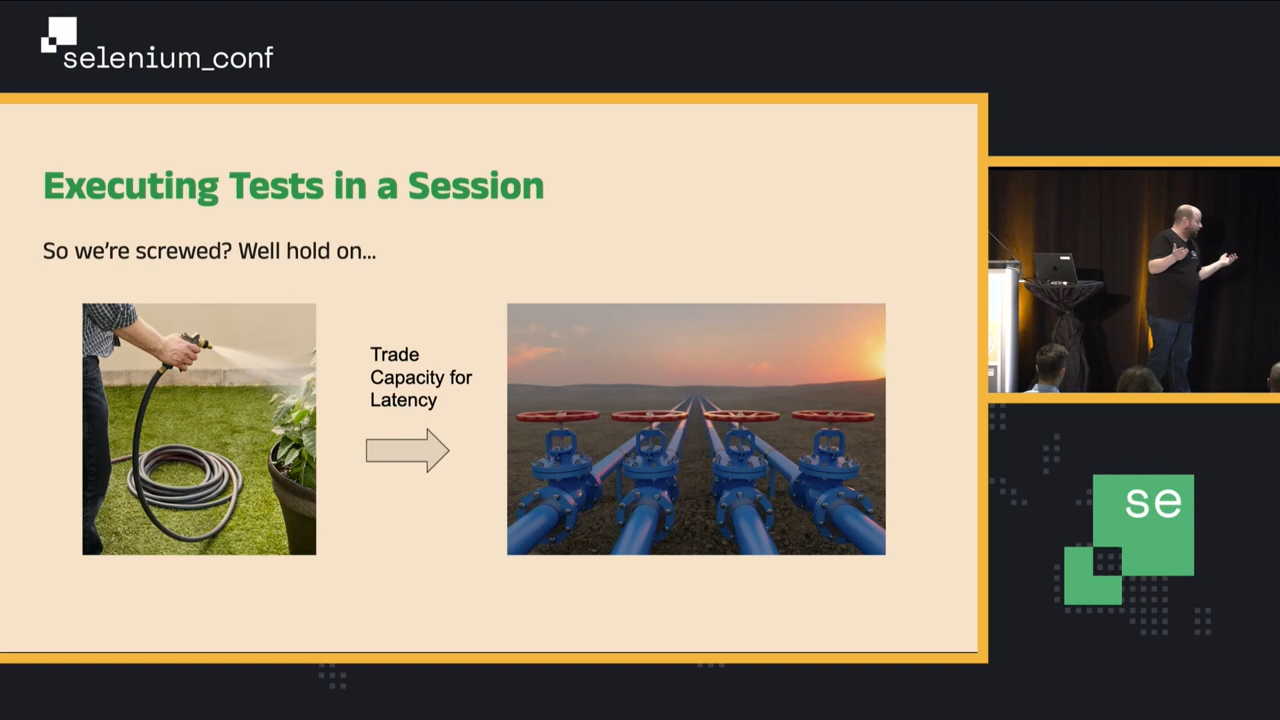 selenium_conf
Executing Tests in a Session
So we're screwed? Well hold on...
Trade
Capacity for
Latency
se